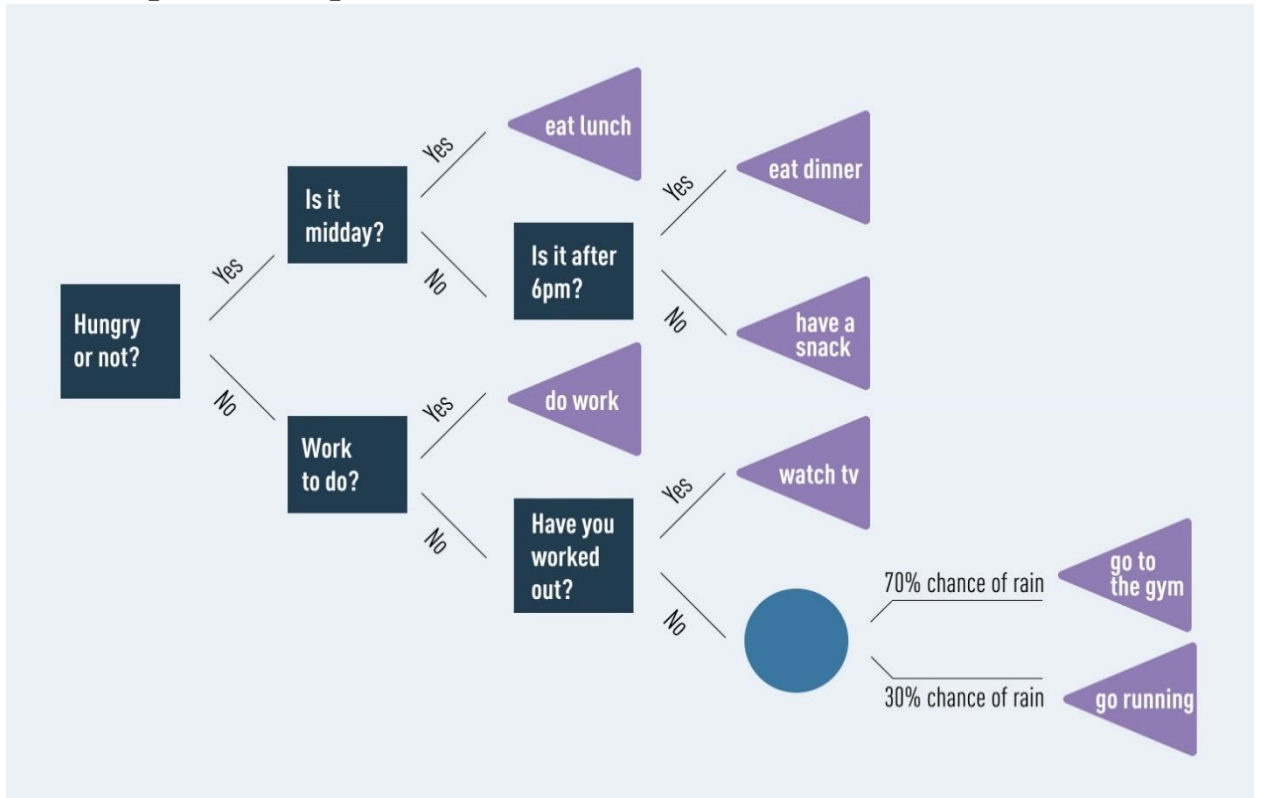 Hungry
or not?
Yes
No
Is it
midday?
Yes
No
eat lunch
Is it after
6pm?
Yes
No
eat dinner
have a
snack
Work
to do?
Yes
No
do work
Have you
worked
out?
Yes
No
watch tv
70% chance of rain
go to
the gym
30% chance of rain
go running